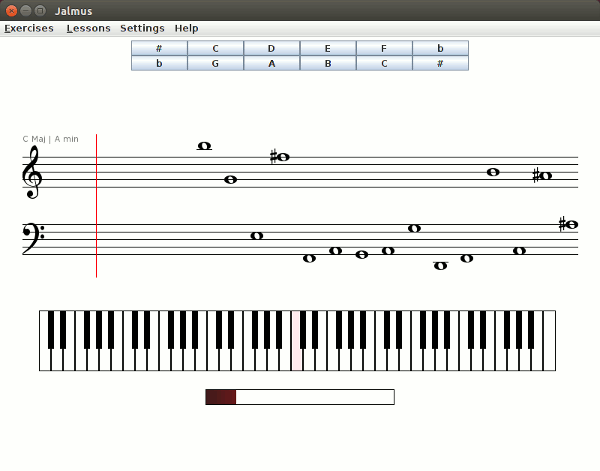 Jalmus
Exercises Lessons Settings Help
# C D E F b
b G A B C #
C Maj | A min